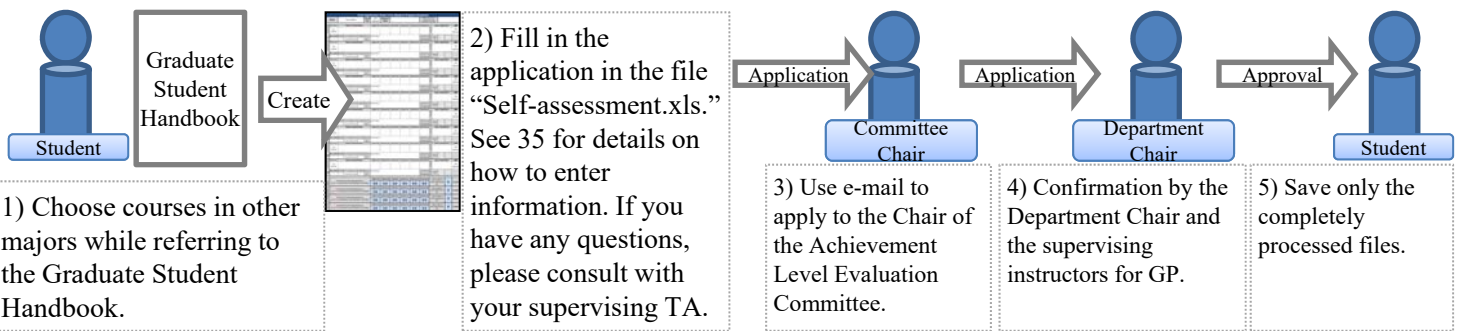 Graduate
Student
Handbook
Create
Student
1) Choose courses in other
majors while referring to
the Graduate Student
Handbook.
2) Fill in the
application in the file
“Self-assessment.xls.”
See 35 for details on
how to enter
information. If you
have any questions,
please consult with
your supervising TA.
Application
Committee
Chair
3) Use e-mail to
apply to the Chair of
the Achievement
Level Evaluation
Committee.
Application
Department
Chair
4) Confirmation by the
Department Chair and
the supervising
instructors for GP.
Approval
Student
5) Save only the
completely
processed files.